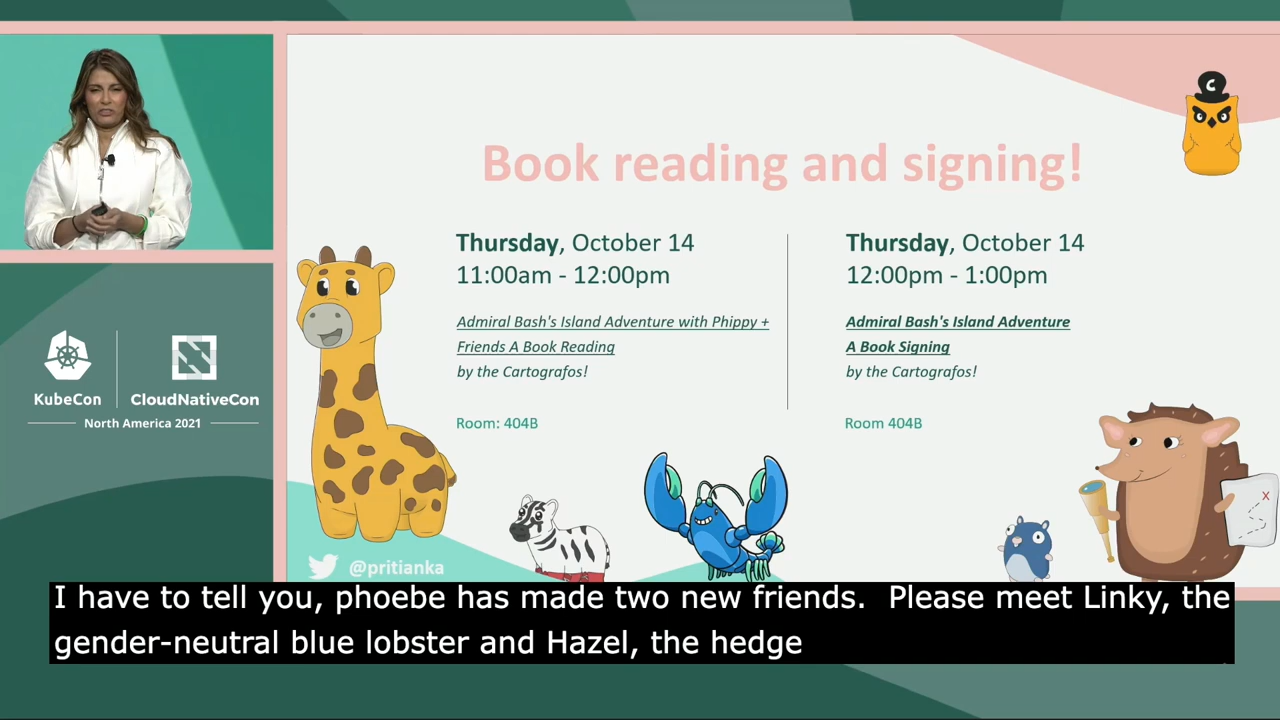 Book reading and signing!
Thursday, October 14
11:00am - 12:00pm
Admiral Bash's Island Adventure with Phippy +
Friends A Book Reading
by the Cartografos!
Room: 404B
Thursday, October 14
12:00pm - 1:00pm
Admiral Bash's Island Adventure
A Book Signing
by the Cartografos!
Room 404B
KubeCon
CloudNativeCon
North America 2021
C
X
@pritianka
I have to tell you, phoebe has made two new friends. Please meet Linky, the
gender-neutral blue lobster and Hazel, the hedge